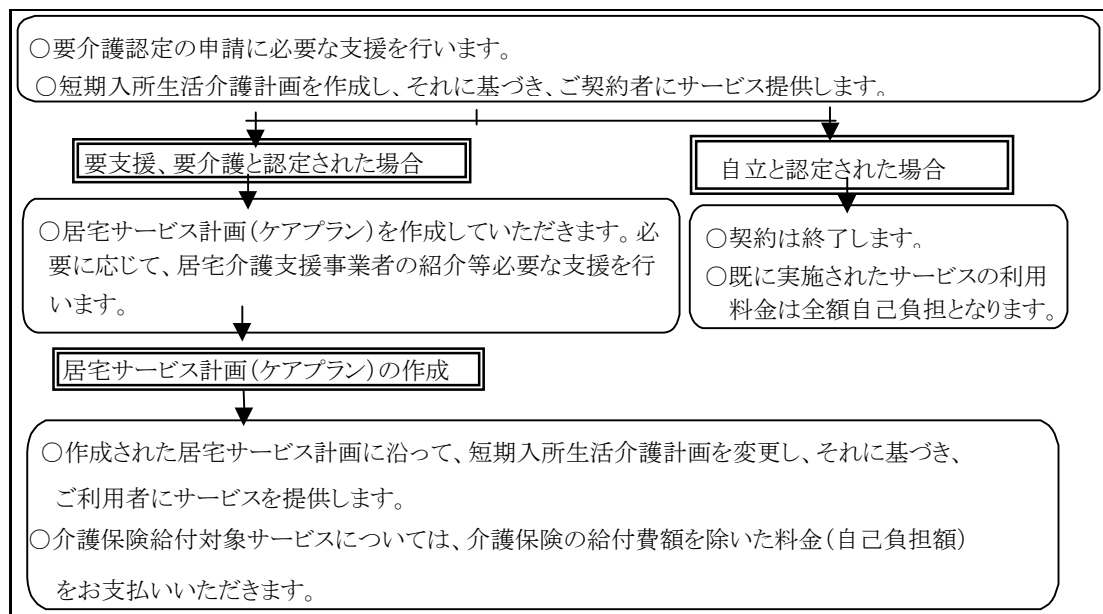 ○要介護認定の申請に必要な支援を行います。
○短期入所生活介護計画を作成し、それに基づき、ご契約者にサービス提供します。
要支援、要介護と認定された場合
自立と認定された場合
○居宅サービス計画(ケアプラン)を作成していただきます。必
要に応じて、居宅介護支援事業者の紹介等必要な支援を行
います。
○契約は終了します。
○既に実施されたサービスの利用
料金は全額自己負担となります。
居宅サービス計画(ケアプラン)の作成
○作成された居宅サービス計画に沿って、短期入所生活介護計画を変更し、それに基づき、
ご利用者にサービスを提供します。
○介護保険給付対象サービスについては、介護保険の給付費額を除いた料金(自己負担額)
をお支払いいただきます。